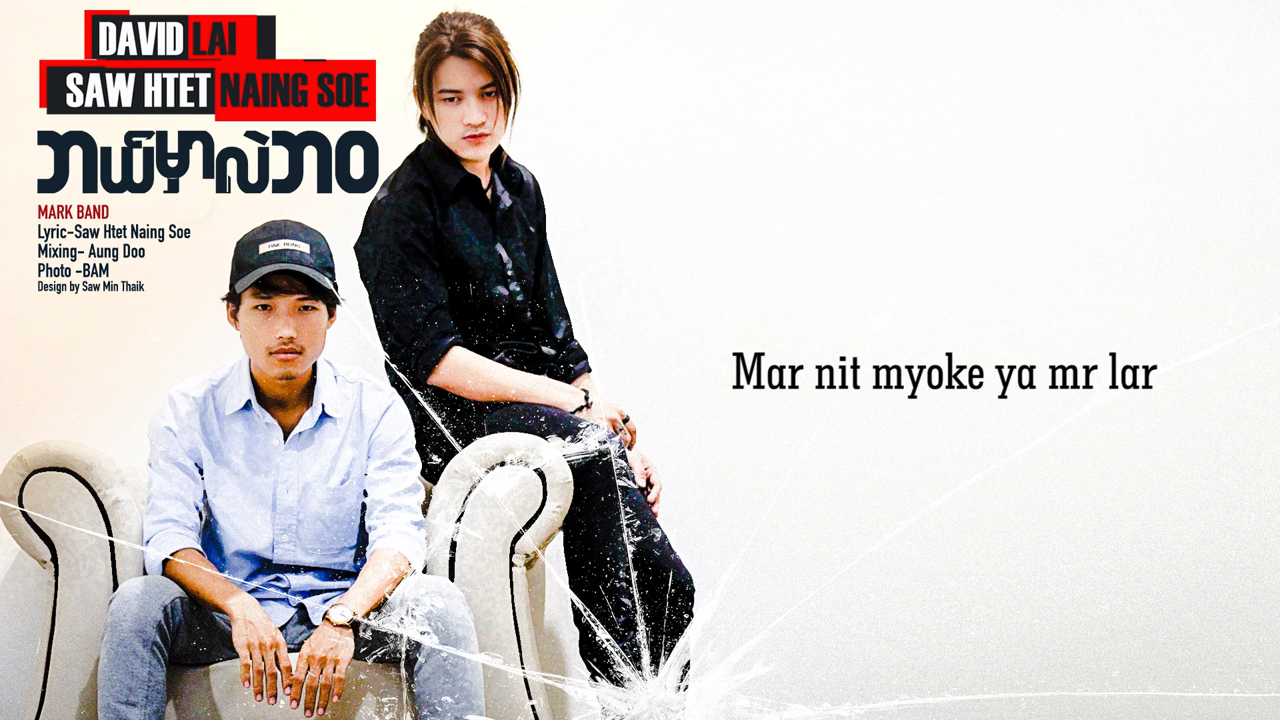 DAVID LAI
SAW HTET NAING SOE
ဘယ်မှာလဲဘဝ
MARK BAND
Lyric-Saw Htet Naing Soe
Mixing- Aung Doo
Photo -BAM
Design by Saw Min Thaik
Mar nit myoke ya mr lar